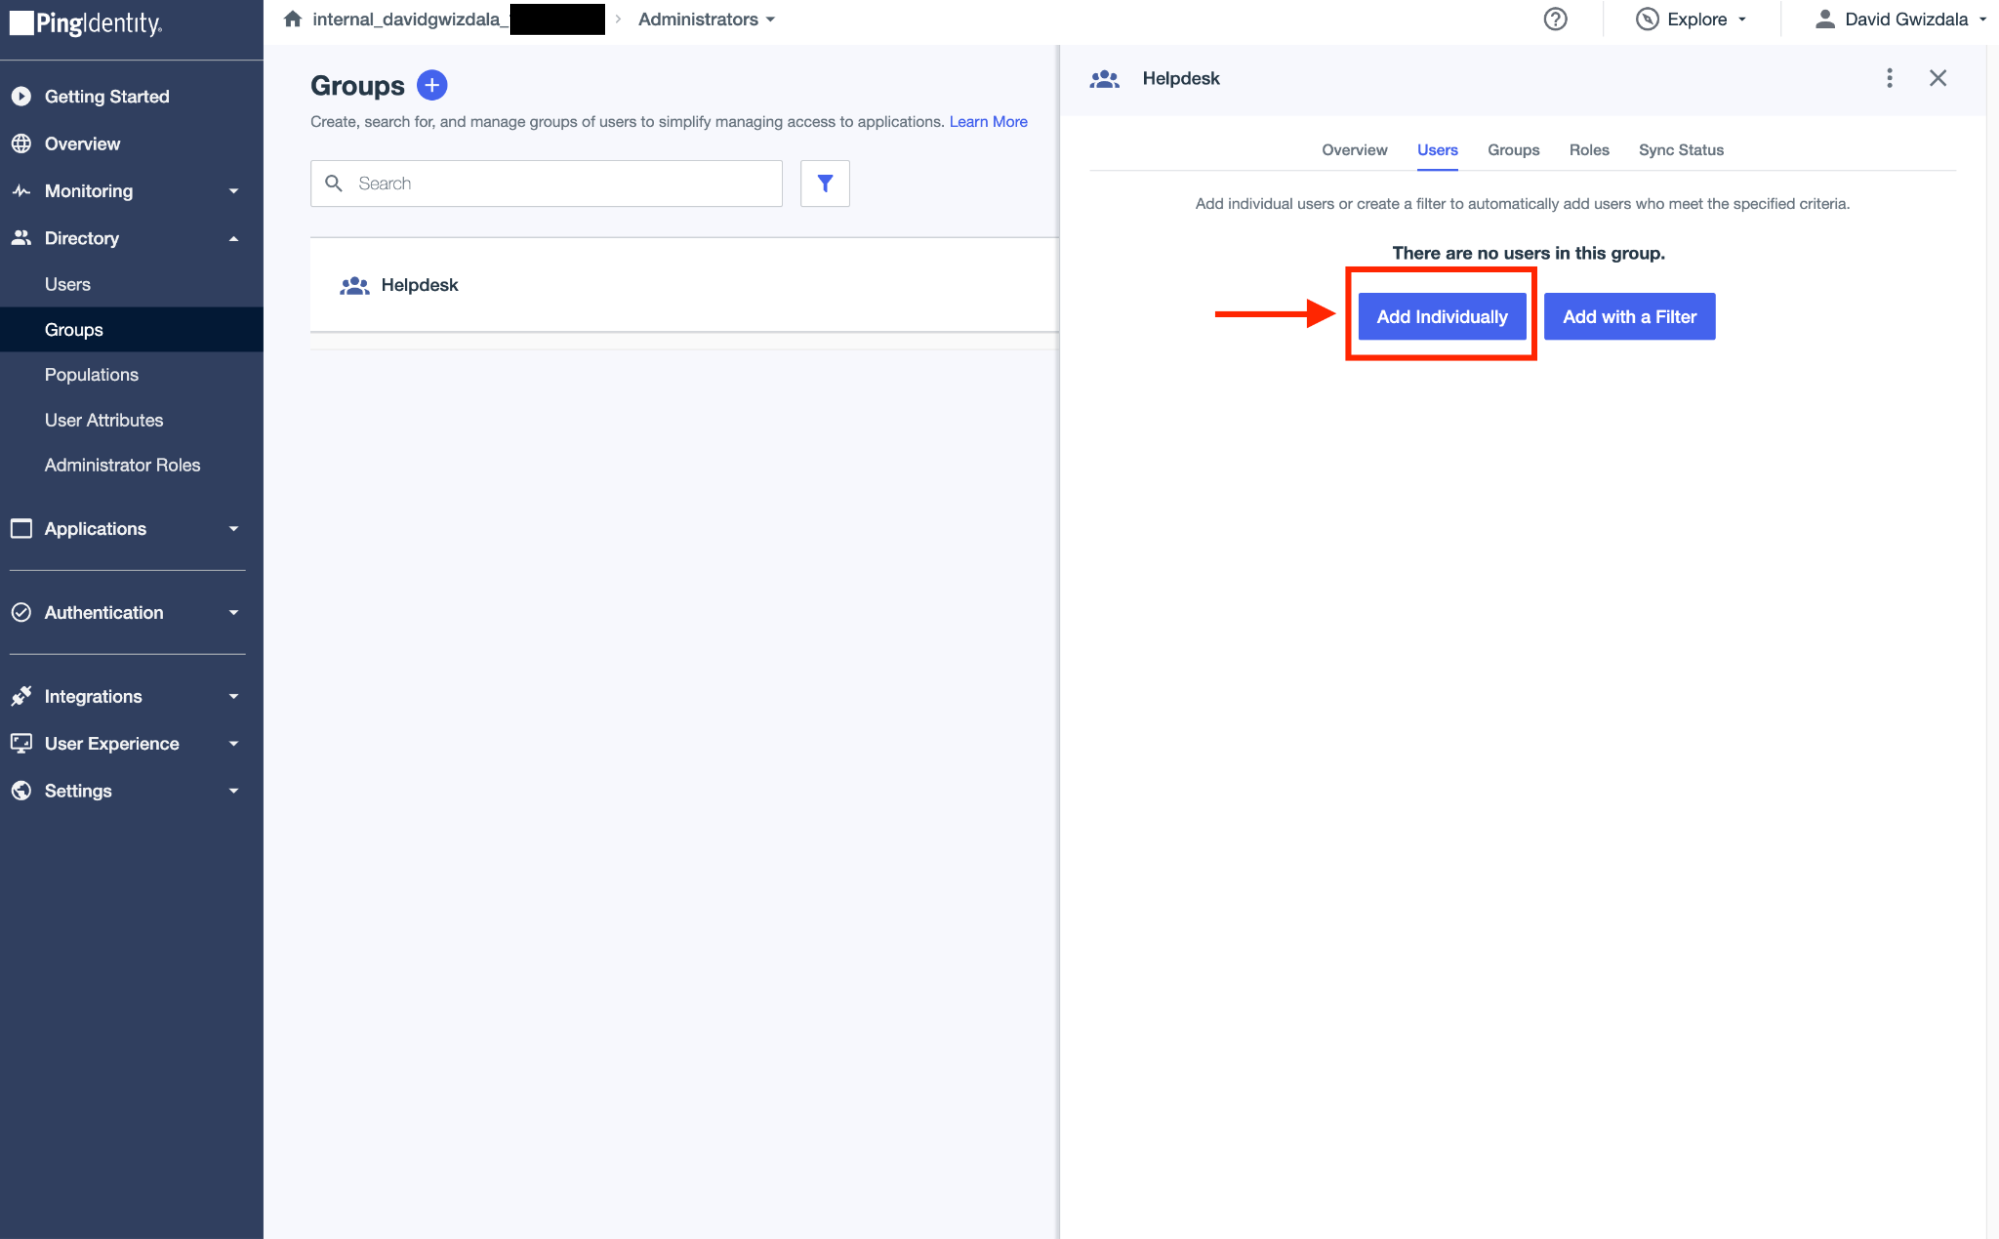 PingIdentity.
internal_davidgwizdala_
Administrators
Explore
David Gwizdala
Getting Started
Overview
Monitoring
Directory
Users
Groups
Populations
User Attributes
Administrator Roles
Applications
Authentication
Integrations
User Experience
Settings
Groups
Create, search for, and manage groups of users to simplify managing access to applications. Learn More
Search
Helpdesk
Helpdesk
Overview Users Groups Roles Sync Status
Add individual users or create a filter to automatically add users who meet the specified criteria.
There are no users in this group.
Add Individually Add with a Filter